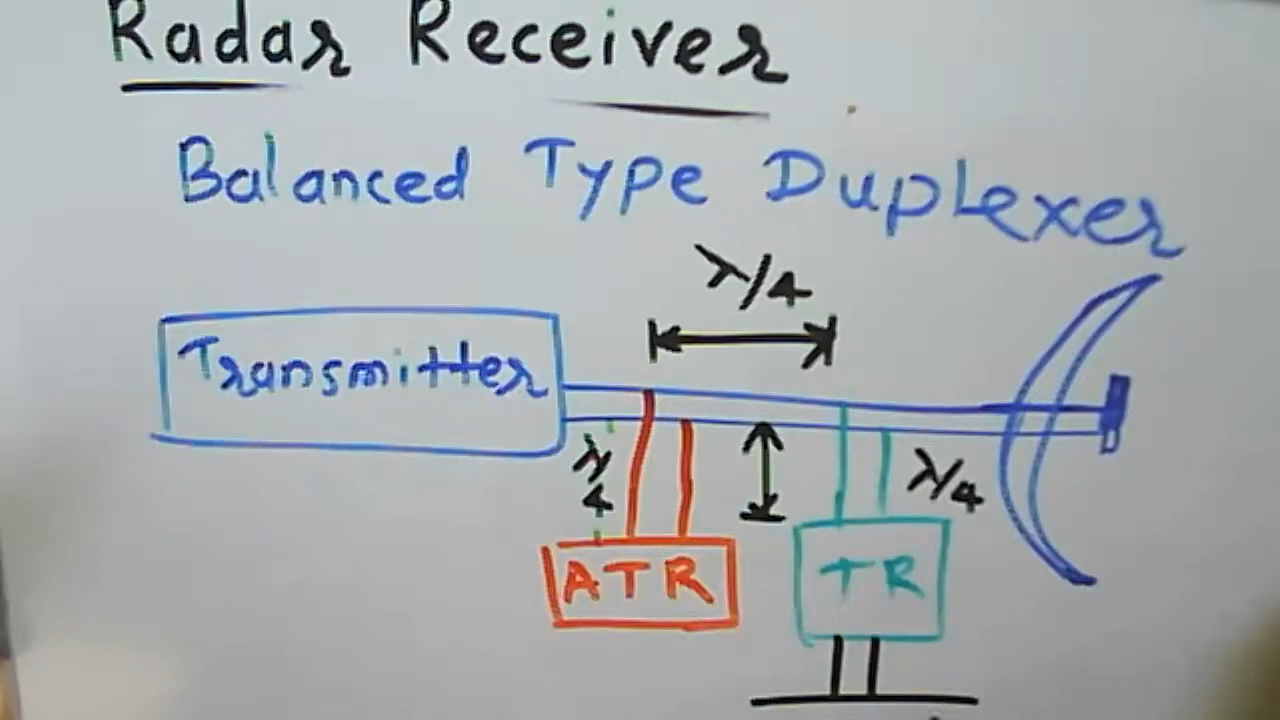 Radar Receiver
Balanced Type Duplexer
λ/4
Transmitter
λ/4
λ/4
ATR
TR